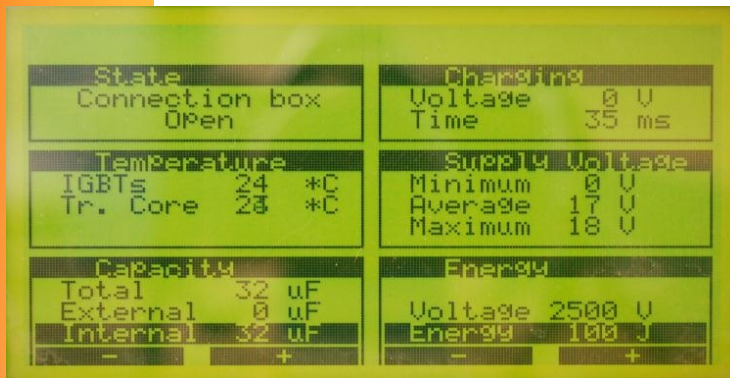 State
Connection box
Open
Charging
Voltage 0 V
Time 35 ms
Temperature
IGBTs 24 *C
Tr. Core *C
Supply Voltage
Minimum 0 V
Average 17 V
Maximum 18 V
Capacity
Total 32 uF
External 0 uF
Internal 32 uF
- +
Energy
Voltage 2500 V
Energy 100 J
- +